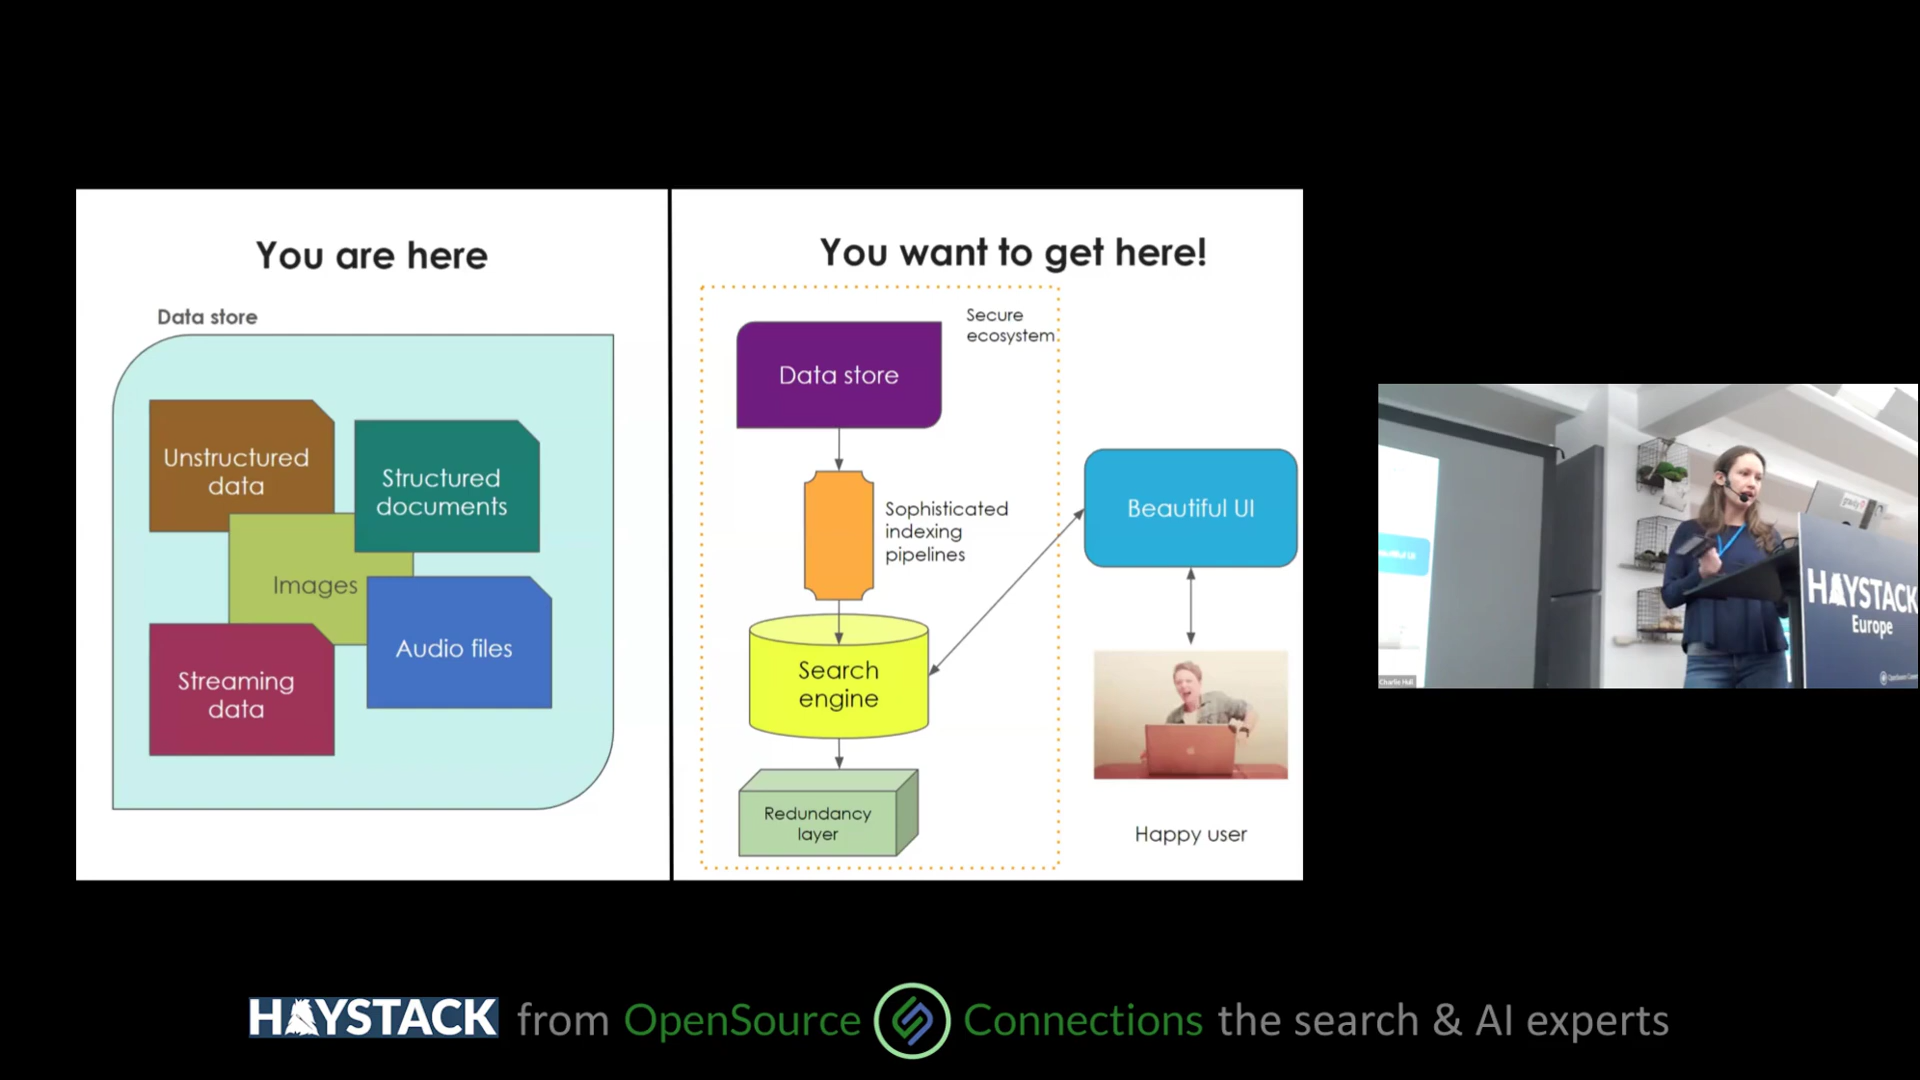 You are here
Data store
Unstructured
data
Structured
documents
Images
Audio files
Streaming
data
You want to get here!
Secure
ecosystem
Data store
Sophisticated
indexing
pipelines
Search
engine
Redundancy
layer
Beautiful UI
Happy user
HAYSTACK
Europe
Charlie Hull
HAYSTACK from OpenSource Connections the search & AI experts